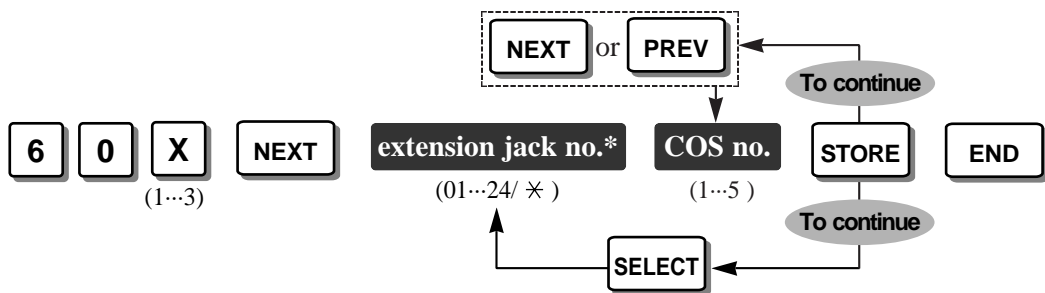 NEXT or PREV
To continue
6 0 X NEXT extension jack no.* COS no. STORE END
(1···3) (01···24/ ✳ ) (1···5 )
To continue
SELECT